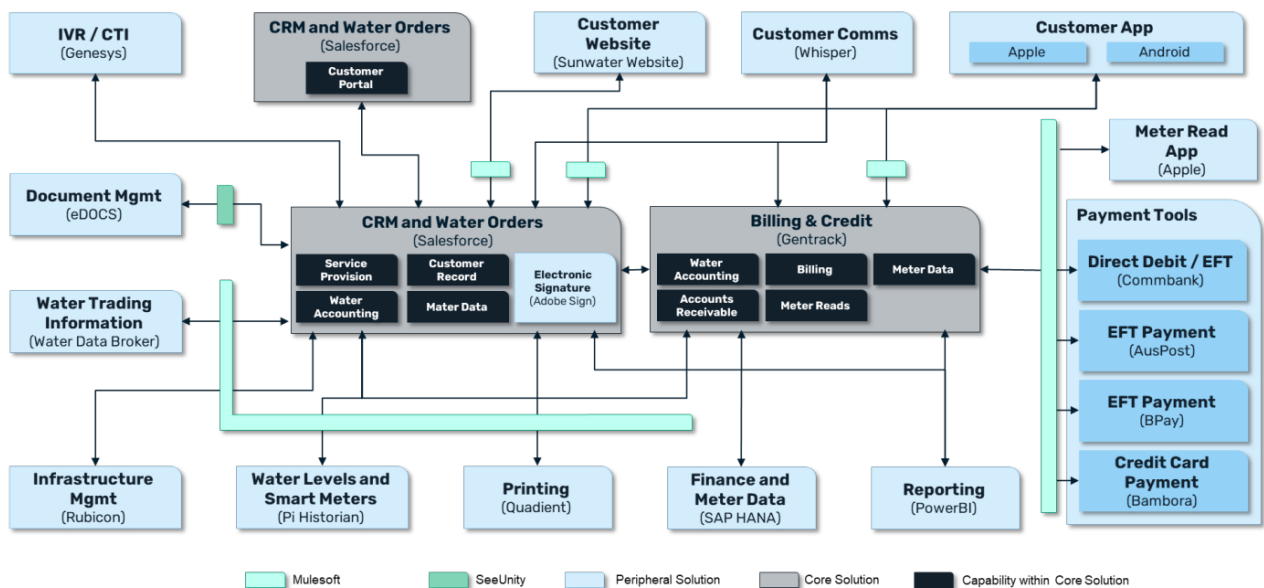 IVR / CTI
(Genesys)
CRM and Water Orders
(Salesforce)
Customer
Portal
Customer
Website
(Sunwater Website)
Customer Comms
(Whisper)
Customer App
Apple
Android
Meter Read
App
(Apple)
Document Mgmt
(eDOCS)
CRM and Water Orders
(Salesforce)
Service
Provision
Customer
Record
Water
Accounting
Mater Data
Electronic
Signature
(Adobe Sign)
Billing & Credit
(Gentrack)
Water
Accounting
Billing
Meter Data
Accounts
Receivable
Meter Reads
Payment Tools
Direct Debit / EFT
(Commbank)
EFT Payment
(AusPost)
EFT Payment
(BPay)
Credit Card
Payment
(Bambora)
Water Trading
Information
(Water Data Broker)
Infrastructure
Mgmt
(Rubicon)
Water Levels and
Smart Meters
(Pi Historian)
Printing
(Quadient)
Finance and
Meter Data
(SAP HANA)
Reporting
(PowerBI)
Mulesoft
SeeUnity
Peripheral Solution
Core Solution
Capability within Core Solution